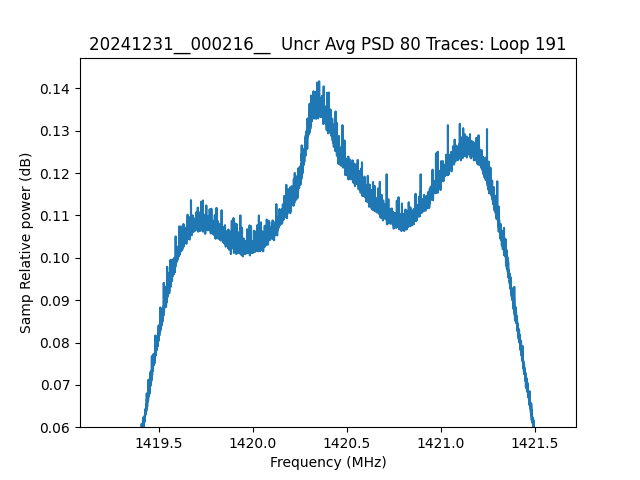 20241231__000216__  Uncr Avg PSD 80 Traces: Loop 191
Samp Relative power (dB)
0.14
0.13
0.12
0.11
0.10
0.09
0.08
0.07
0.06
1419.5 1420.0 1420.5 1421.0 1421.5
Frequency (MHz)